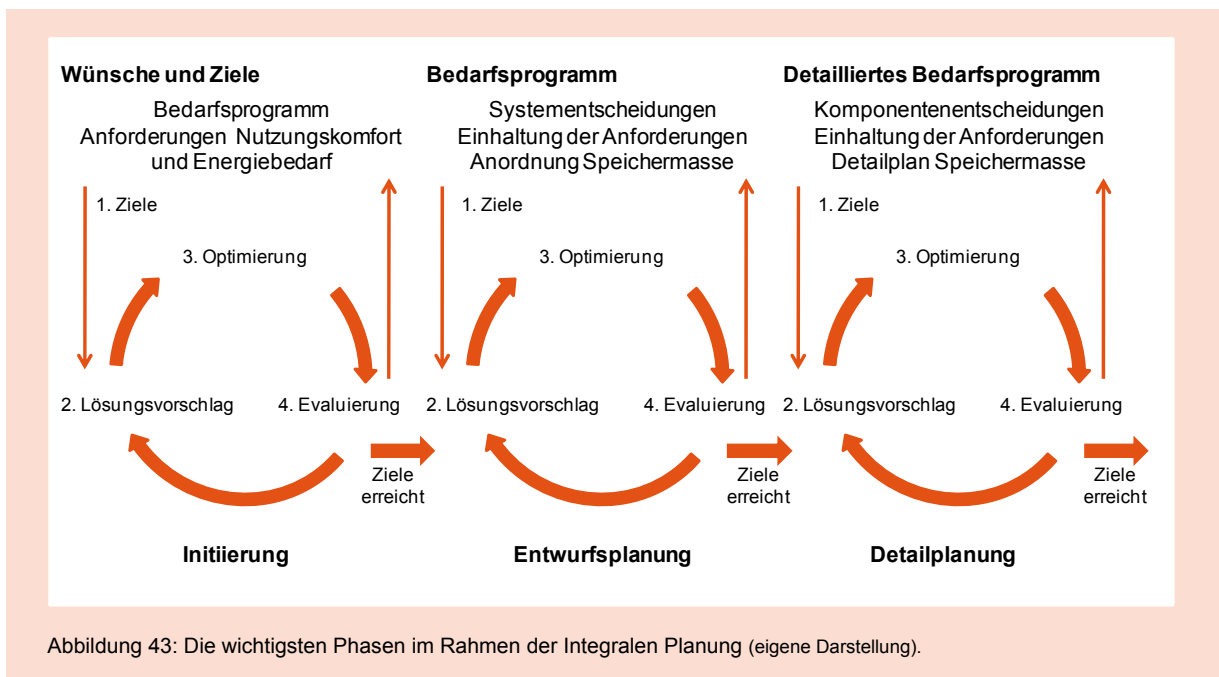 Wünsche und Ziele
Bedarfsprogramm
Anforderungen Nutzungskomfort
und Energiebedarf
1. Ziele
3. Optimierung
2. Lösungsvorschlag
4. Evaluierung
Ziele
erreicht
Initiierung
Bedarfsprogramm
Systementscheidungen
Einhaltung der Anforderungen
Anordnung Speichermasse
1. Ziele
3. Optimierung
2. Lösungsvorschlag
4. Evaluierung
Ziele
erreicht
Entwurfsplanung
Detailliertes Bedarfsprogramm
Komponentenentscheidungen
Einhaltung der Anforderungen
Detailplan Speichermasse
1. Ziele
3. Optimierung
2. Lösungsvorschlag
4. Evaluierung
Ziele
erreicht
Detailplanung
Abbildung 43: Die wichtigsten Phasen im Rahmen der Integralen Planung (eigene Darstellung).